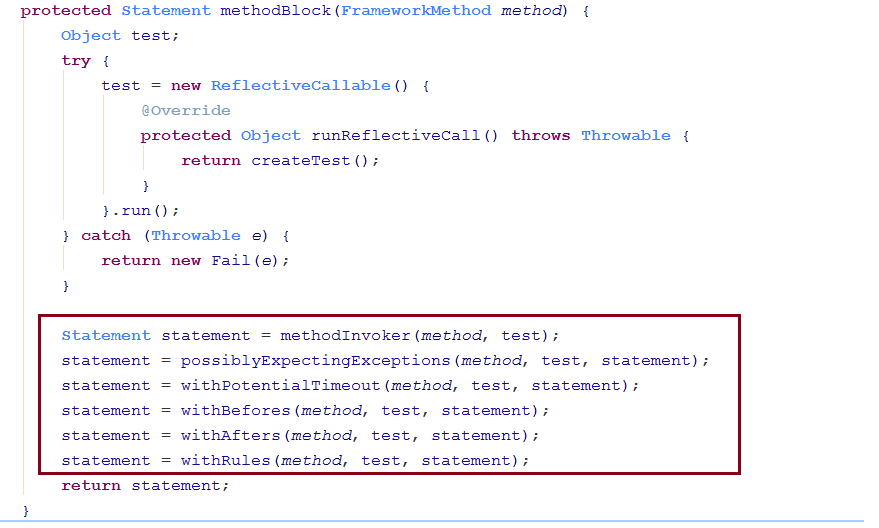 protected Statement methodBlock(FrameworkMethod method) {
    Object test;
    try {
        test = new ReflectiveCallable() {
            @Override
            protected Object runReflectiveCall() throws Throwable {
                return createTest();
            }
        }.run();
    } catch (Throwable e) {
        return new Fail(e);
    }
    Statement statement = methodInvoker(method, test);
    statement = possiblyExpectingExceptions(method, test, statement);
    statement = withPotentialTimeout(method, test, statement);
    statement = withBefores(method, test, statement);
    statement = withAfters(method, test, statement);
    statement = withRules(method, test, statement);
    return statement;
}